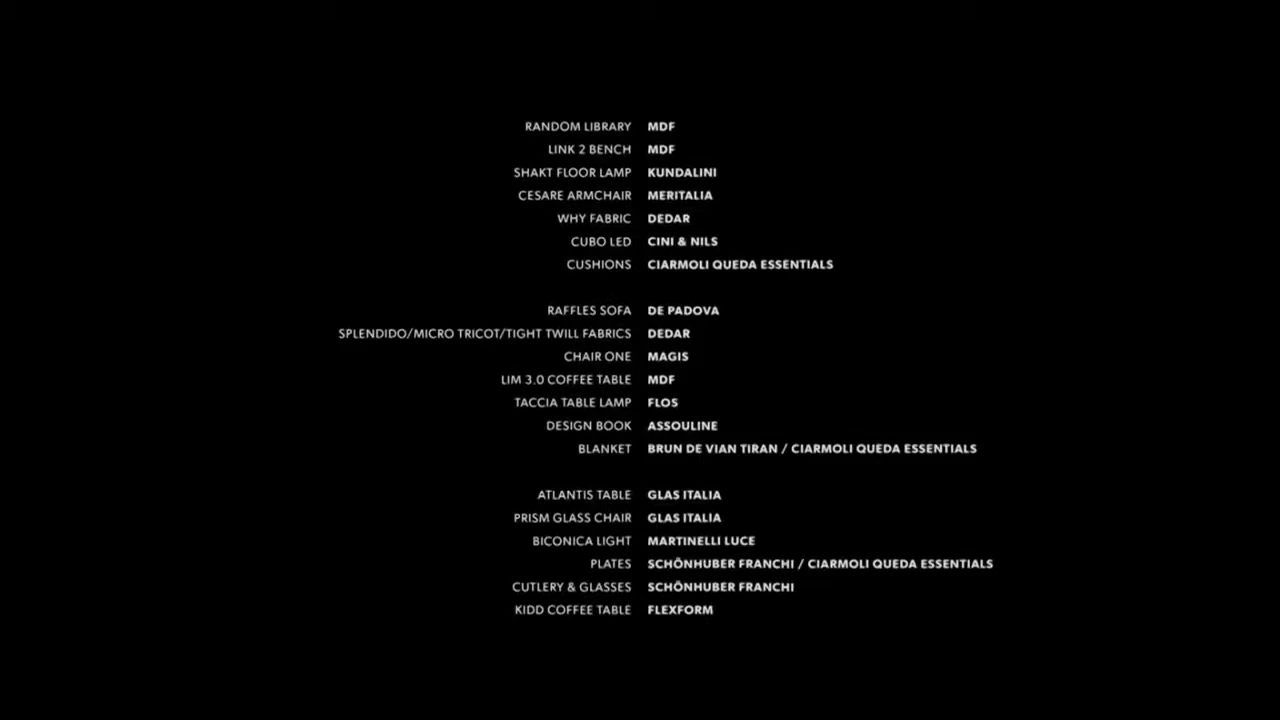 RANDOM LIBRARY MDF
LINK 2 BENCH MDF
SHAKT FLOOR LAMP KUNDALINI
CESARE ARMCHAIR MERITALIA
WHY FABRIC DEDAR
CUBO LED CINI & NILS
CUSHIONS CIARMOLI QUEDA ESSENTIALS
RAFFLES SOFA DE PADOVA
SPLENDIDO/MICRO TRICOT/TIGHT TWILL FABRICS DEDAR
CHAIR ONE MAGIS
LIM 3.0 COFFEE TABLE MDF
TACCIA TABLE LAMP FLOS
DESIGN BOOK ASSOULINE
BLANKET BRUN DE VIAN TIRAN / CIARMOLI QUEDA ESSENTIALS
ATLANTIS TABLE GLAS ITALIA
PRISM GLASS CHAIR GLAS ITALIA
BICONICA LIGHT MARTINELLI LUCE
PLATES SCHÖNHUBER FRANCHI / CIARMOLI QUEDA ESSENTIALS
CUTLERY & GLASSES SCHÖNHUBER FRANCHI
KIDD COFFEE TABLE FLEXFORM